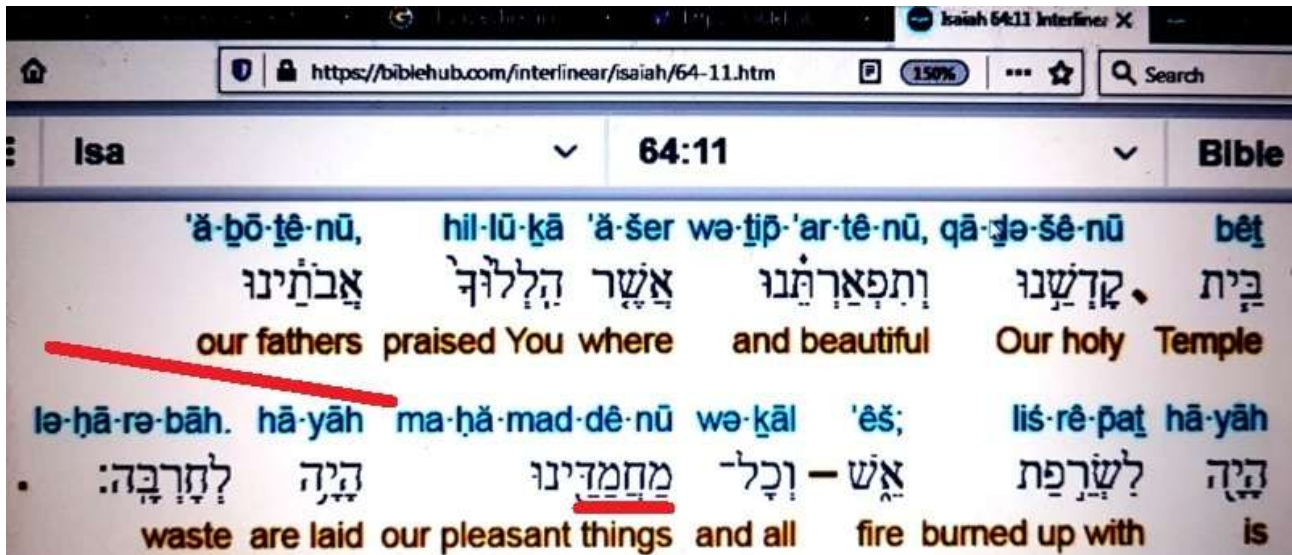 Isaiah 64:11 Interlinea X
https://biblehub.com/interlinear/isaiah/64-11.htm 150% ••• Search
Isa 64:11 Bible
'ă·ḇō·ṯê·nū, hil·lū·ḵā 'ă·šer wə·ṯip̄·'ar·tê·nū, qā·ḏə·šê·nū bêṯ
בֵּ֧ית קָדְשֵׁ֣נוּ וְתִפְאַרְתֵּ֗נוּ אֲשֶׁ֤ר הִֽלְל֙וּךָ֙ אֲבֹתֵ֔ינוּ
our fathers praised You where and beautiful Our holy Temple
lə·ḥā·rə·bāh. hā·yāh ma·ḥă·mad·dê·nū wə·ḵāl 'êš; liś·rê·p̄aṯ hā·yāh
הָיָ֖ה לִשְׂרֵ֣פַת אֵ֑שׁ – וְכָל־ מַחֲמַדֵּ֖ינוּ הָיָ֥ה לְחָרְבָּֽה׃
waste are laid our pleasant things and all fire burned up with is